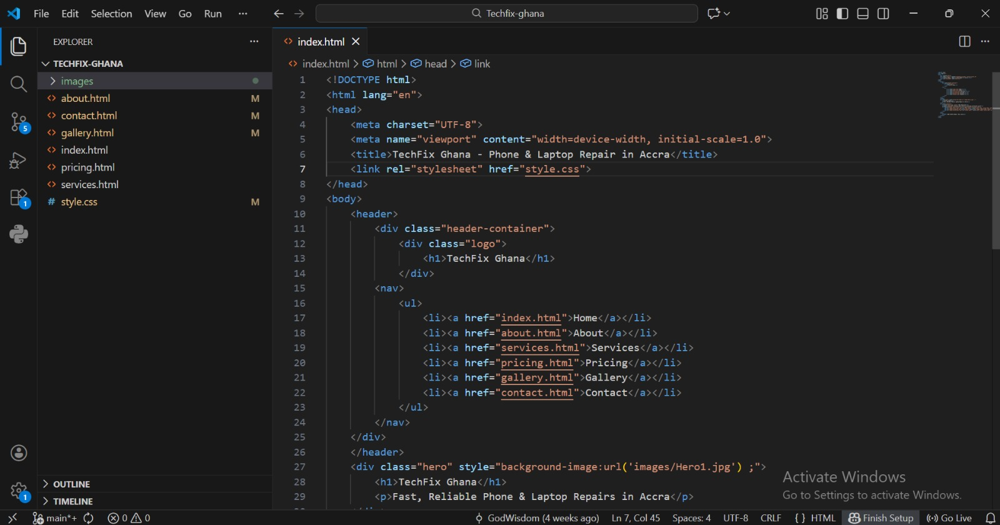 File Edit Selection View Go Run ··· Techfix-ghana
EXPLORER ···
TECHFIX-GHANA
images
about.html M
contact.html M
gallery.html M
index.html
pricing.html
services.html
style.css M
5
1
1
OUTLINE
TIMELINE
index.html
index.html > html > head > link
1 <!DOCTYPE html>
2 <html lang="en">
3 <head>
4 <meta charset="UTF-8">
5 <meta name="viewport" content="width=device-width, initial-scale=1.0">
6 <title>TechFix Ghana - Phone & Laptop Repair in Accra</title>
7 <link rel="stylesheet" href="style.css">
8 </head>
9 <body>
10 <header>
11 <div class="header-container">
12 <div class="logo">
13 <h1>TechFix Ghana</h1>
14 </div>
15 <nav>
16 <ul>
17 <li><a href="index.html">Home</a></li>
18 <li><a href="about.html">About</a></li>
19 <li><a href="services.html">Services</a></li>
20 <li><a href="pricing.html">Pricing</a></li>
21 <li><a href="gallery.html">Gallery</a></li>
22 <li><a href="contact.html">Contact</a></li>
23 </ul>
24 </nav>
25 </div>
26 </header>
27 <div class="hero" style="background-image:url('images/Hero1.jpg') ;">
28 <h1>TechFix Ghana</h1>
29 <p>Fast, Reliable Phone & Laptop Repairs in Accra</p>
Activate Windows
Go to Settings to activate Windows.
main*+ 0 0 GodWisdom (4 weeks ago) Ln 7, Col 45 Spaces: 4 UTF-8 CRLF { } HTML Finish Setup Go Live